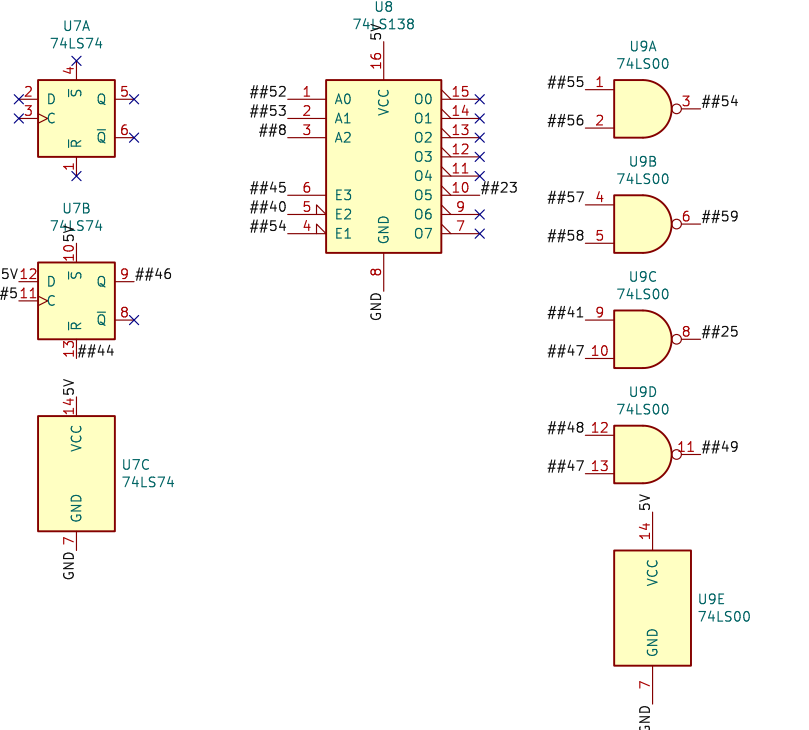 U7A
74LS74
4
S
2
D
Q
5
3
C
Q
6
R
1
U7B
74LS74
5V
10
S
5V
12
D
Q
9
##46
#5
11
C
Q
8
R
13
##44
5V
14
VCC
U7C
74LS74
GND
7
GND
U8
74LS138
5V
16
VCC
##52
1
A0
O0
15
##53
2
A1
O1
14
##8
3
A2
O2
13
O3
12
O4
11
##45
6
E3
O5
10
##23
##40
5
E2
O6
9
##54
4
E1
O7
7
GND
8
GND
U9A
74LS00
##55
1
3
##54
##56
2
U9B
74LS00
##57
4
6
##59
##58
5
U9C
74LS00
##41
9
8
##25
##47
10
U9D
74LS00
##48
12
11
##49
##47
13
5V
14
VCC
U9E
74LS00
GND
7
GND